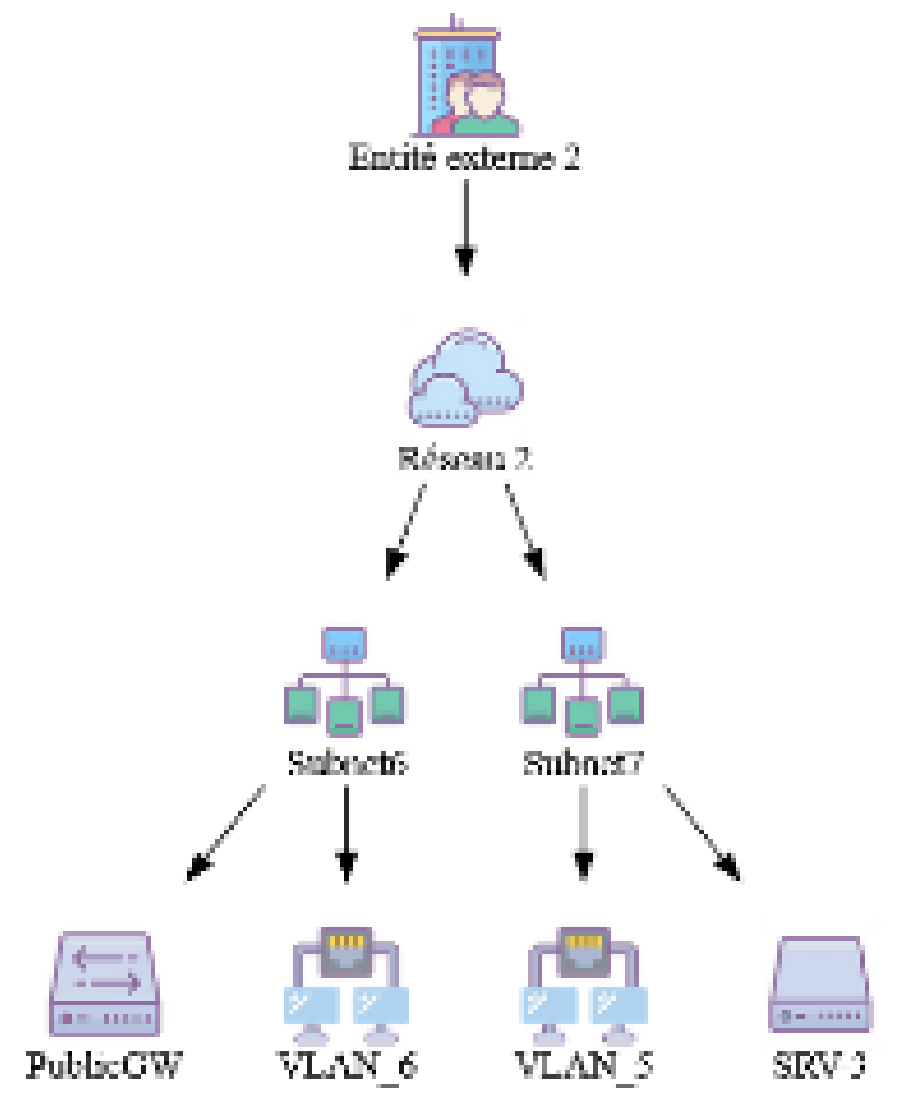 Entité externe 2
Réseau 2
Subnet6 Subnet7
PublicGW VLAN_6 VLAN_5 SRV-3